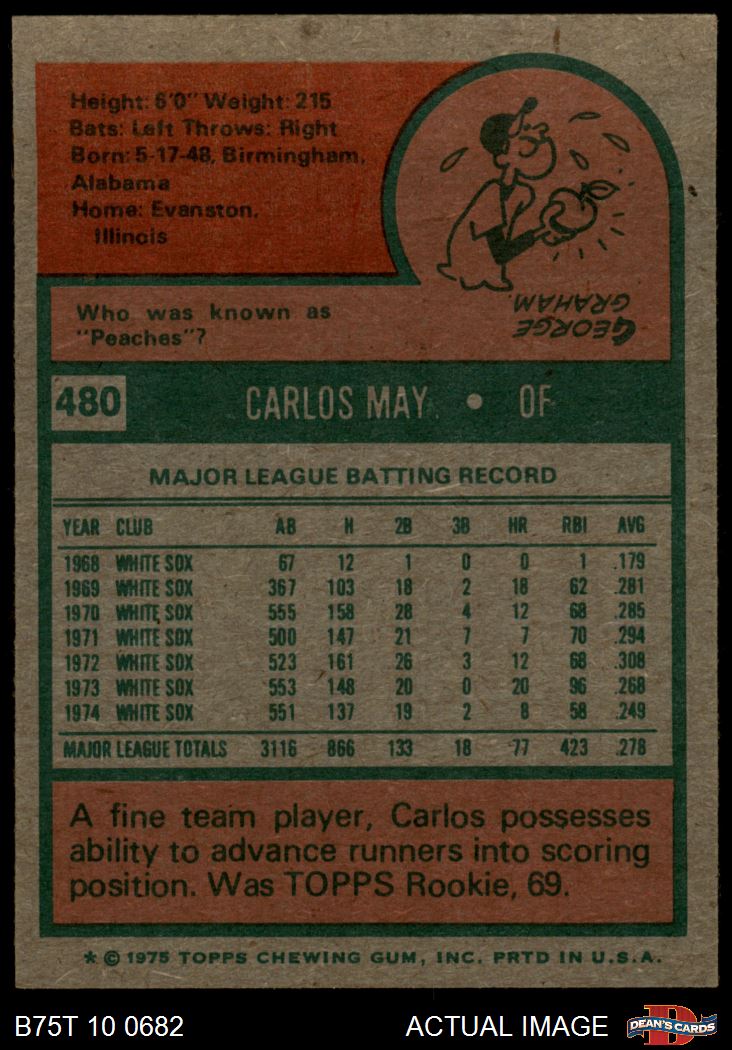 Height: 6'0" Weight: 215
Bats: Left Throws: Right
Born: 5-17-48, Birmingham,
Alabama
Home: Evanston,
Illinois
Who was known as
"Peaches"?
GEORGE
GRAHAM.
480 CARLOS MAY • OF
MAJOR LEAGUE BATTING RECORD
YEAR CLUB AB H 2B 3B HR RBI AVG
1968 WHITE SOX 67 12 1 0 0 1 .179
1969 WHITE SOX 367 103 18 2 18 62 .281
1970 WHITE SOX 555 158 28 4 12 68 .285
1971 WHITE SOX 500 147 21 7 7 70 .294
1972 WHITE SOX 523 161 26 3 12 68 .308
1973 WHITE SOX 553 148 20 0 20 96 .268
1974 WHITE SOX 551 137 19 2 8 58 .249
MAJOR LEAGUE TOTALS 3116 866 133 18 77 423 .278
A fine team player, Carlos possesses
ability to advance runners into scoring
position. Was TOPPS Rookie, 69.
* © 1975 TOPPS CHEWING GUM, INC. PRTD IN U.S.A.
B75T 10 0682 ACTUAL IMAGE D DEAN'S CARDS